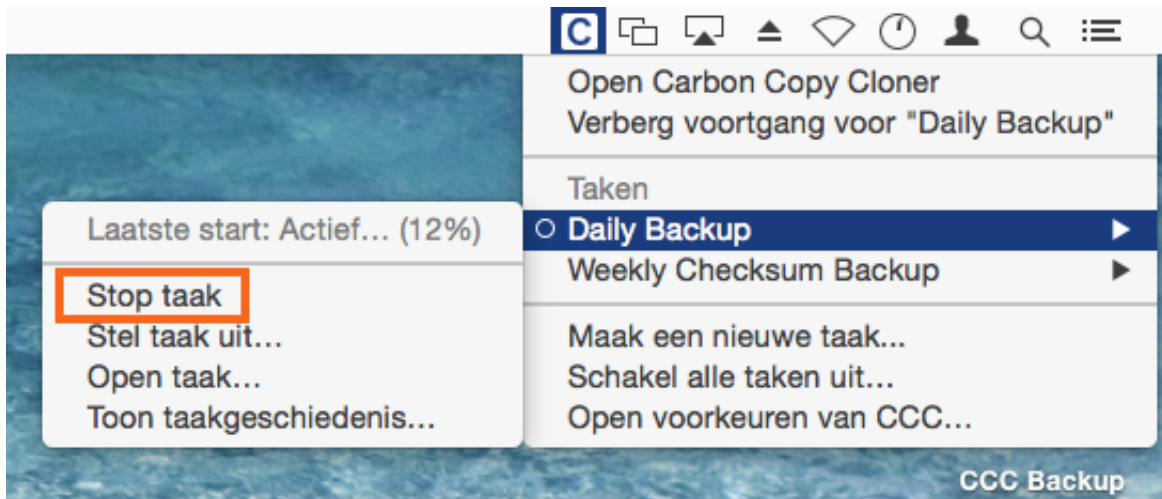 C
Open Carbon Copy Cloner
Verberg voortgang voor "Daily Backup"
Taken
Daily Backup
Weekly Checksum Backup
Maak een nieuwe taak...
Schakel alle taken uit...
Open voorkeuren van CCC...
Laatste start: Actief... (12%)
Stop taak
Stel taak uit...
Open taak...
Toon taakgeschiedenis...
CCC Backup